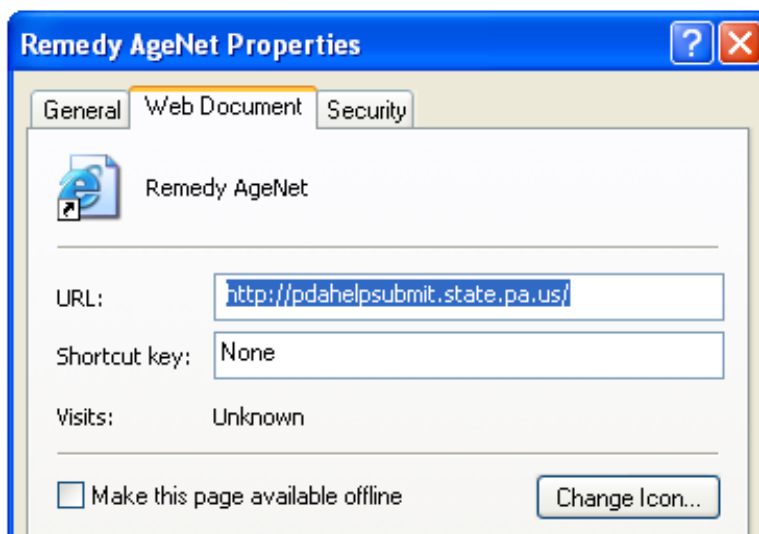 Remedy AgeNet Properties
General Web Document Security
Remedy AgeNet
URL: http://pdahelpsubmit.state.pa.us/
Shortcut key: None
Visits: Unknown
Make this page available offline Change Icon...